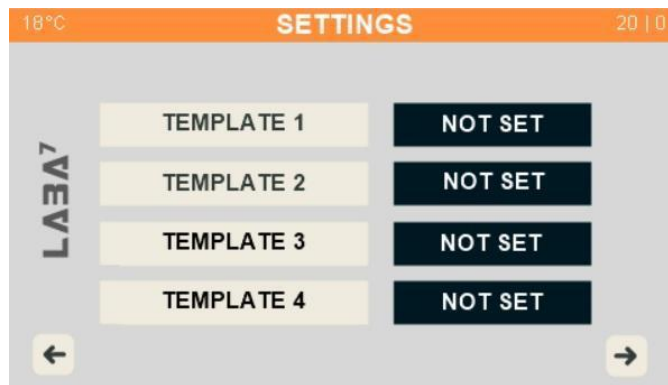 18°C SETTINGS 20 | 0
TEMPLATE 1 NOT SET
TEMPLATE 2 NOT SET
LABA7
TEMPLATE 3 NOT SET
TEMPLATE 4 NOT SET